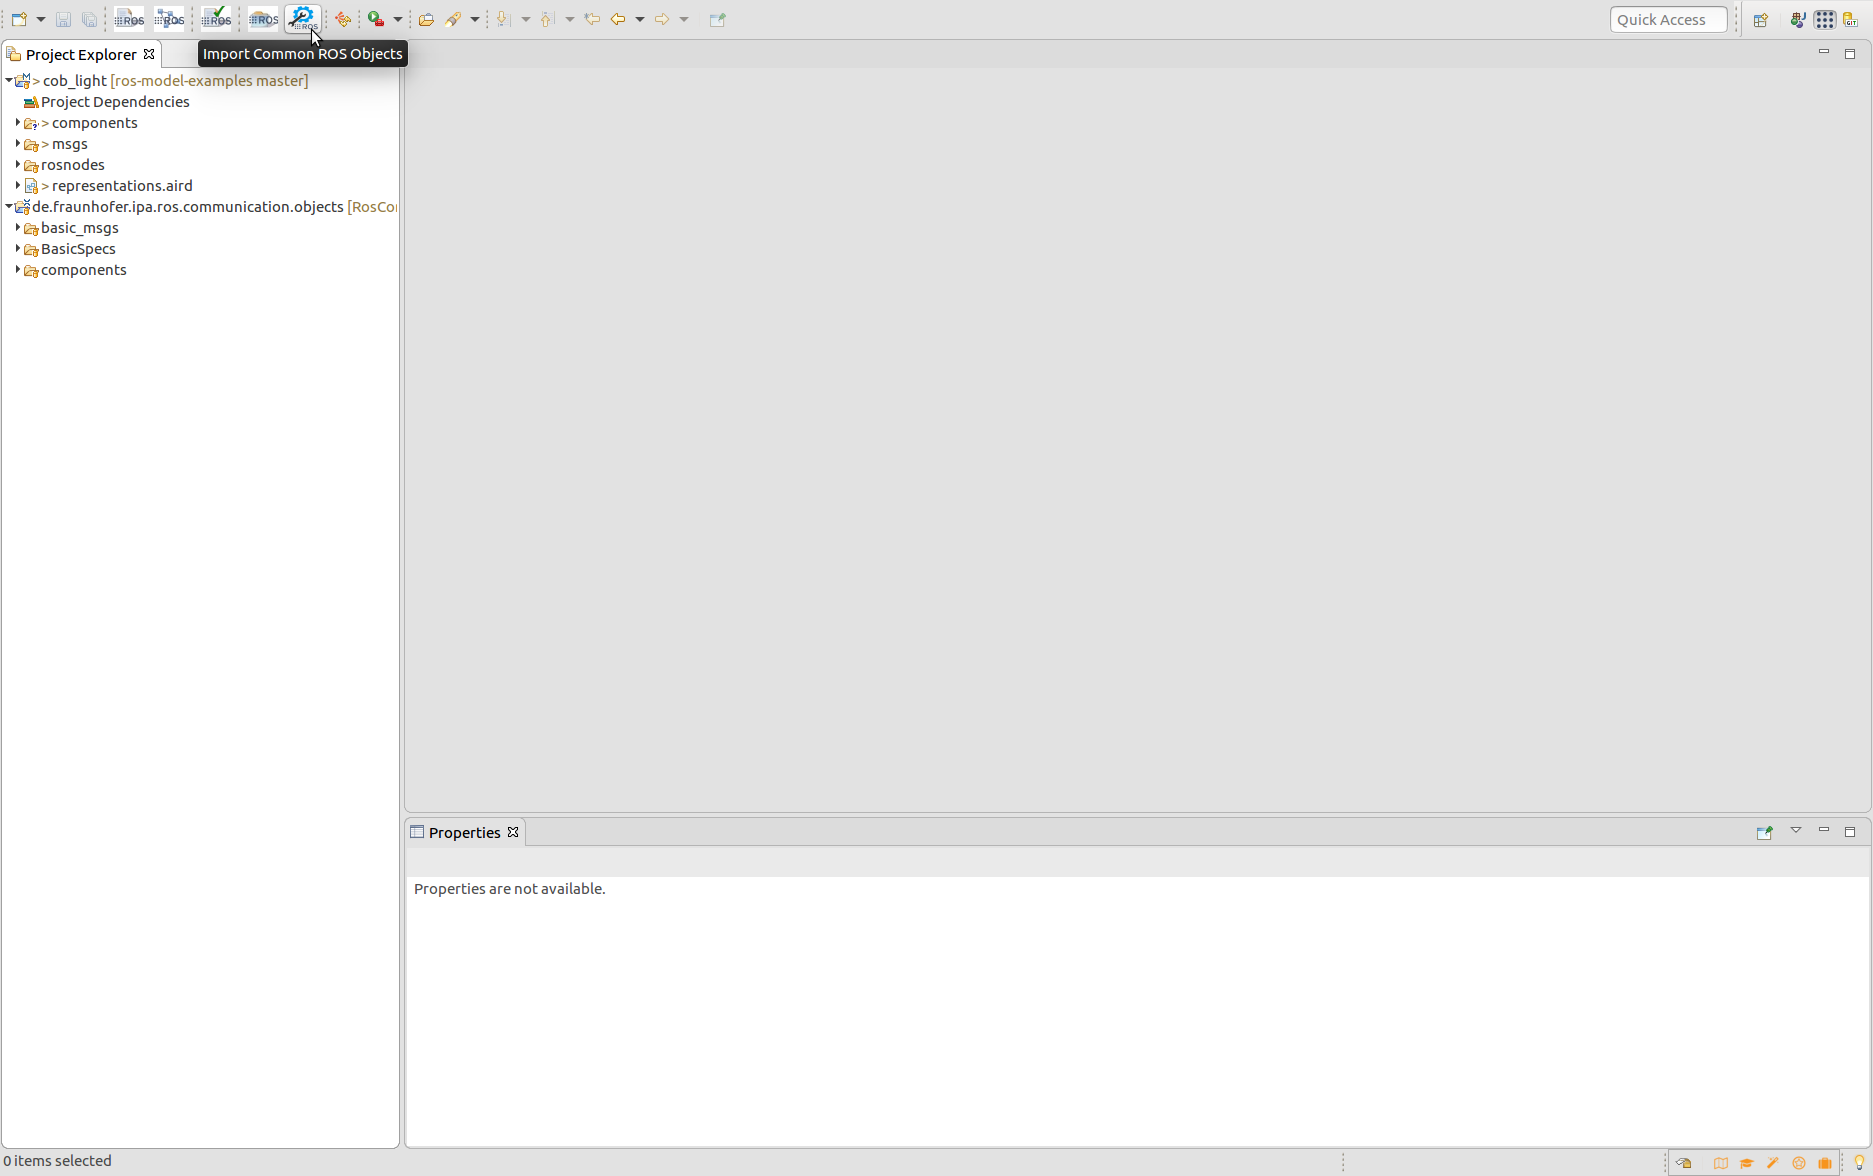 ROS ROS ROS ROS ROS
Quick Access
Project Explorer
Import Common ROS Objects
> cob_light [ros-model-examples master]
Project Dependencies
> components
> msgs
rosnodes
> representations.aird
de.fraunhofer.ipa.ros.communication.objects [RosCo
basic_msgs
BasicSpecs
components
Properties
Properties are not available.
0 items selected